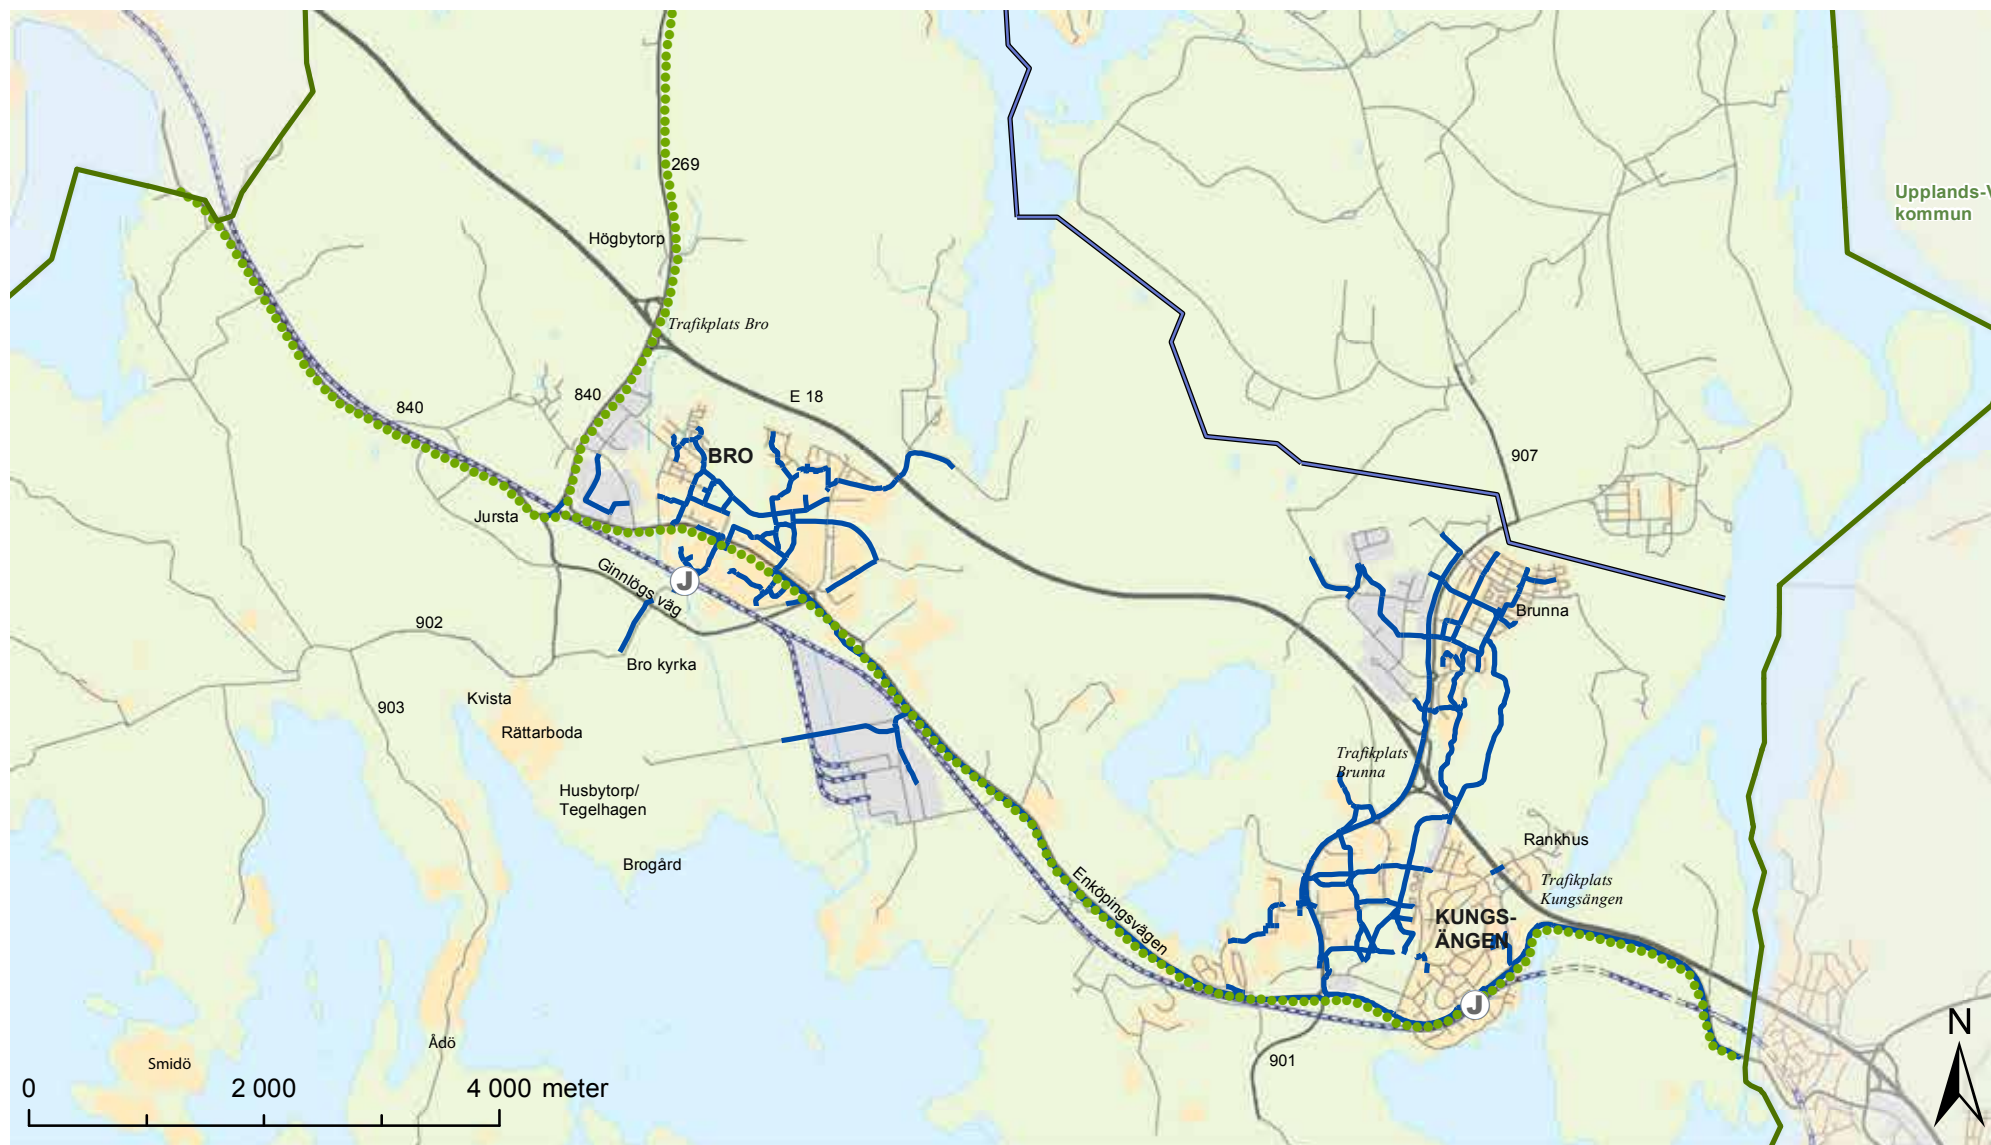 269
Upplands-V
kommun
Högbytorp
Trafikplats Bro
840
840
E 18
BRO
907
Jursta
Ginnlögs väg
J
Brunna
902
Bro kyrka
Kvista
903
Rättarboda
Trafikplats
Brunna
Husbytorp/
Tegelhagen
Rankhus
Brogård
Enköpingsvägen
Trafikplats
Kungsängen
KUNGS-
ÄNGEN
J
N
Ådö
Smidö
901
0 2 000 4 000 meter